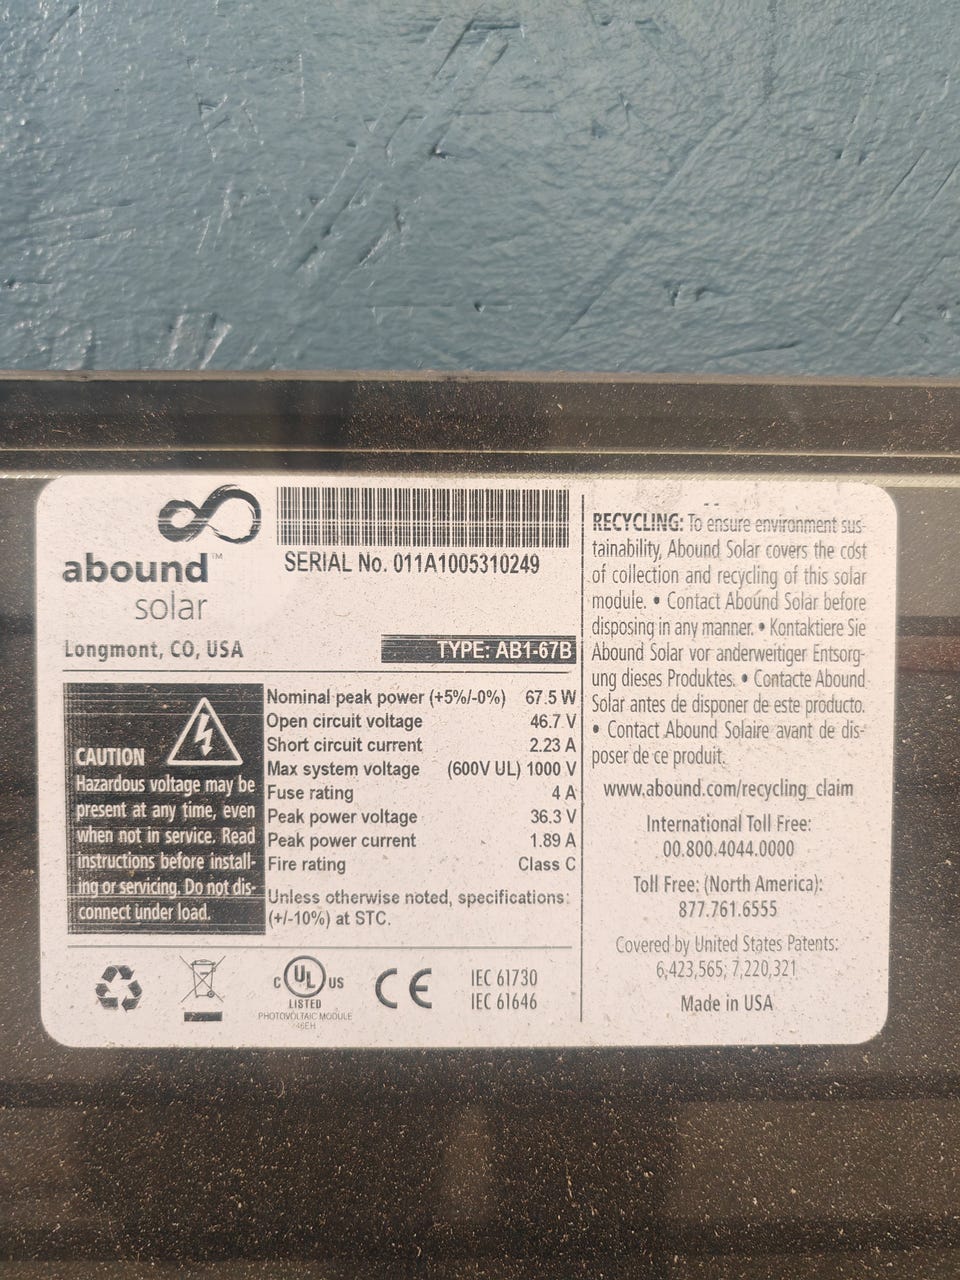 abound™
solar
Longmont, CO, USA
SERIAL No. 011A1005310249
TYPE: AB1-67B
CAUTION
Hazardous voltage may be
present at any time, even
when not in service. Read
instructions before install-
ing or servicing. Do not dis-
connect under load.
Nominal peak power (+5%/-0%) 67.5 W
Open circuit voltage 46.7 V
Short circuit current 2.23 A
Max system voltage (600V UL) 1000 V
Fuse rating 4 A
Peak power voltage 36.3 V
Peak power current 1.89 A
Fire rating Class C
Unless otherwise noted, specifications:
(+/-10%) at STC.
C UL US
LISTED
PHOTOVOLTAIC MODULE
46EH
CE
IEC 61730
IEC 61646
RECYCLING: To ensure environment sus-
tainability, Abound Solar covers the cost
of collection and recycling of this solar
module. • Contact Abound Solar before
disposing in any manner. • Kontaktiere Sie
Abound Solar vor anderweitiger Entsorg-
ung dieses Produktes. • Contacte Abound
Solar antes de disponer de este producto.
• Contact Abound Solaire avant de dis-
poser de ce produit.
www.abound.com/recycling_claim
International Toll Free:
00.800.4044.0000
Toll Free: (North America):
877.761.6555
Covered by United States Patents:
6,423,565; 7,220,321
Made in USA